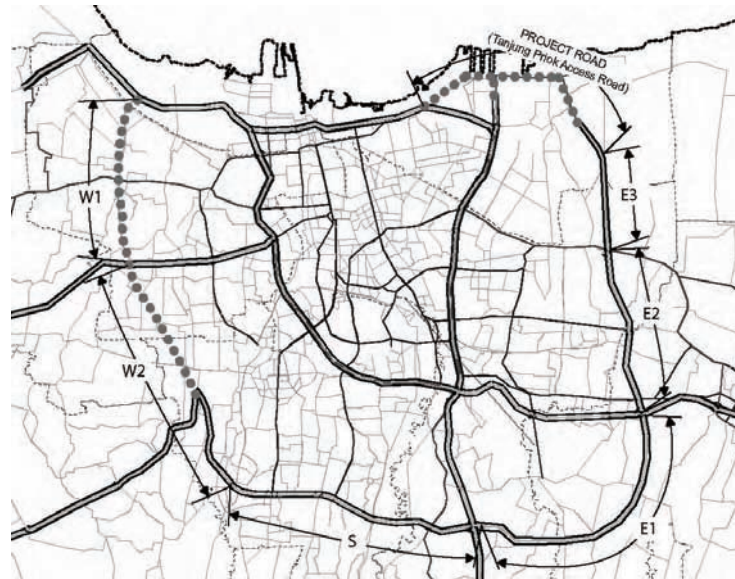 PROJECT ROAD
(Tanjung Priok Access Road)
E3
W1
E2
W2
E1
S